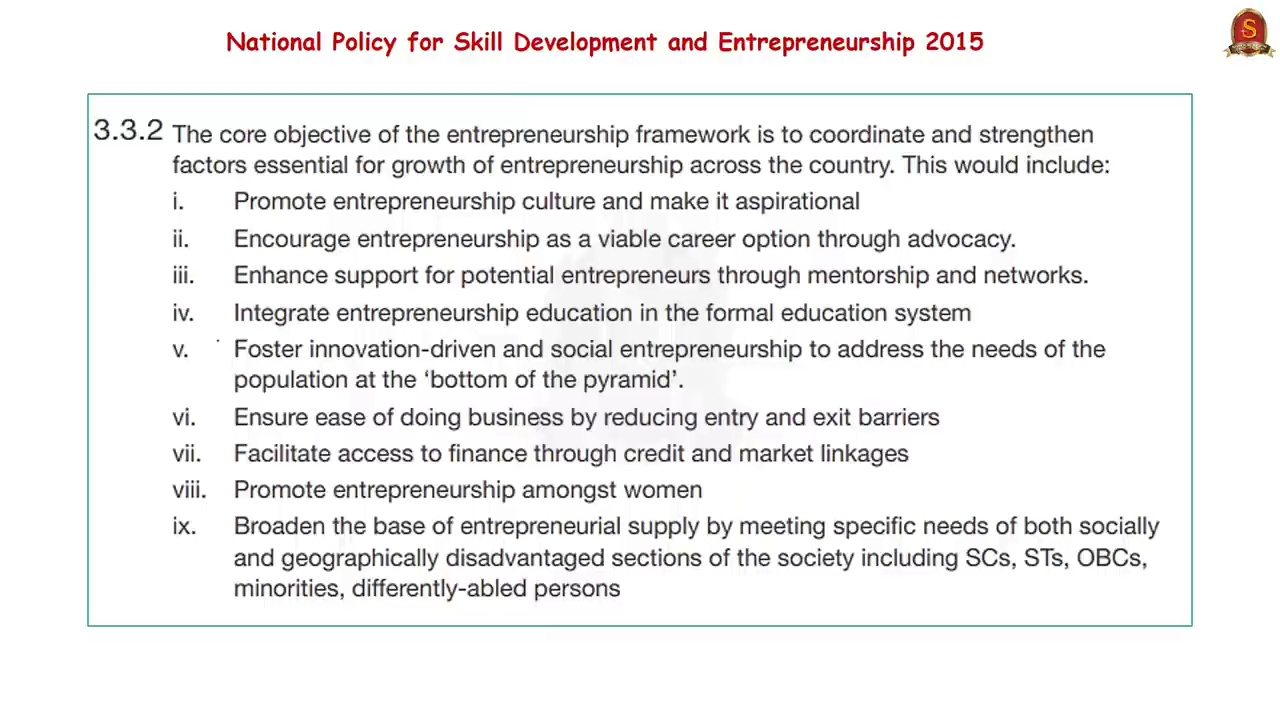 National Policy for Skill Development and Entrepreneurship 2015
S
3.3.2 The core objective of the entrepreneurship framework is to coordinate and strengthen
factors essential for growth of entrepreneurship across the country. This would include:
i. Promote entrepreneurship culture and make it aspirational
ii. Encourage entrepreneurship as a viable career option through advocacy.
iii. Enhance support for potential entrepreneurs through mentorship and networks.
iv. Integrate entrepreneurship education in the formal education system
v. Foster innovation-driven and social entrepreneurship to address the needs of the
population at the ‘bottom of the pyramid’.
vi. Ensure ease of doing business by reducing entry and exit barriers
vii. Facilitate access to finance through credit and market linkages
viii. Promote entrepreneurship amongst women
ix. Broaden the base of entrepreneurial supply by meeting specific needs of both socially
and geographically disadvantaged sections of the society including SCs, STs, OBCs,
minorities, differently-abled persons